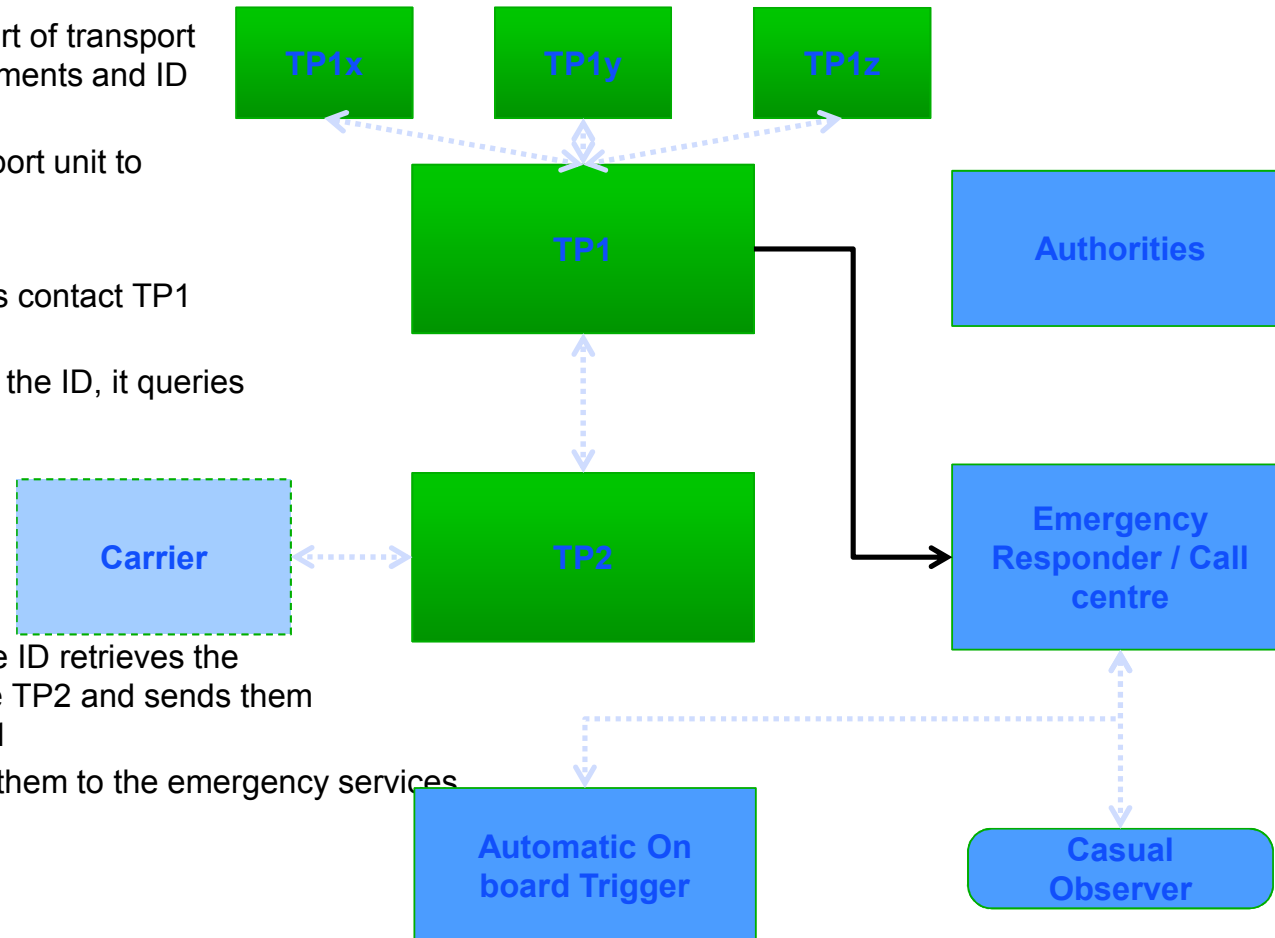 rt of transport
ments and ID
port unit to
s contact TP1
the ID, it queries
e ID retrieves the
e TP2 and sends them
them to the emergency services
TP1x
TP1y
TP1z
TP1
Authorities
Carrier
TP2
Emergency
Responder / Call
centre
Automatic On
board Trigger
Casual
Observer